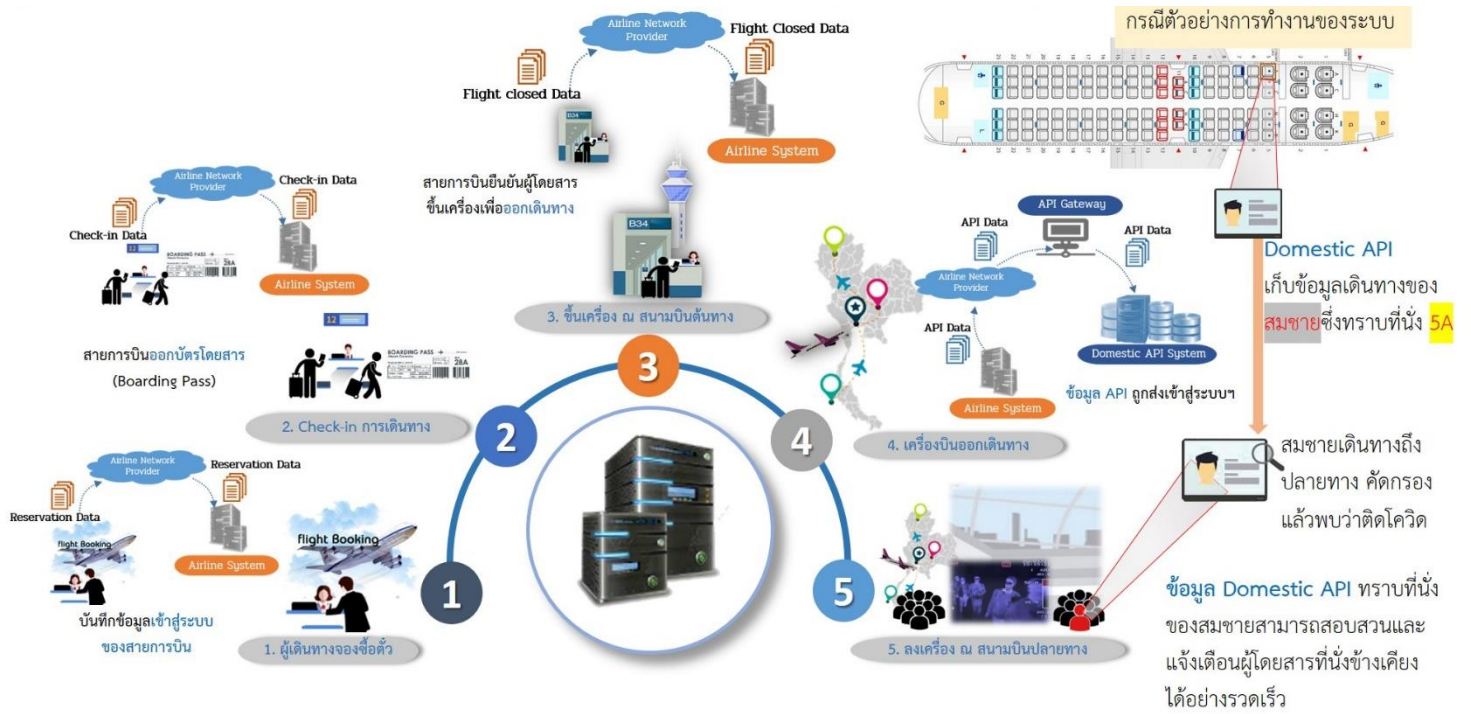 กรณีตัวอย่างการทำงานของระบบ
Airline Network
Provider
Flight closed Data
Flight Closed Data
Airline System
B34
สายการบินยืนยันผู้โดยสาร
ขึ้นเครื่องเพื่อออกเดินทาง
B34
3. ขึ้นเครื่อง ณ สนามบินต้นทาง
Airline Network
Provider
Check-in Data
Check-in Data
Airline System
12
BOARDING PASS
28A
สายการบินออกบัตรโดยสาร
(Boarding Pass)
12
BOARDING PASS
28A
2. Check-in การเดินทาง
Airline Network
Provider
Reservation Data
Reservation Data
Airline System
flight Booking
บันทึกข้อมูลเข้าสู่ระบบ
ของสายการบิน
flight Booking
1. ผู้เดินทางจองซื้อตั๋ว
1
2
3
4
5
API Gateway
API Data
API Data
Airline Network
Provider
API Data
Airline System
Domestic API System
ข้อมูล API ถูกส่งเข้าสู่ระบบฯ
4. เครื่องบินออกเดินทาง
5. ลงเครื่อง ณ สนามบินปลายทาง
Domestic API
เก็บข้อมูลเดินทางของ
สมชายซึ่งทราบที่นั่ง 5A
สมชายเดินทางถึง
ปลายทาง คัดกรอง
แล้วพบว่าติดโควิด
ข้อมูล Domestic API ทราบที่นั่ง
ของสมชายสามารถสอบสวนและ
แจ้งเตือนผู้โดยสารที่นั่งข้างเคียง
ได้อย่างรวดเร็ว